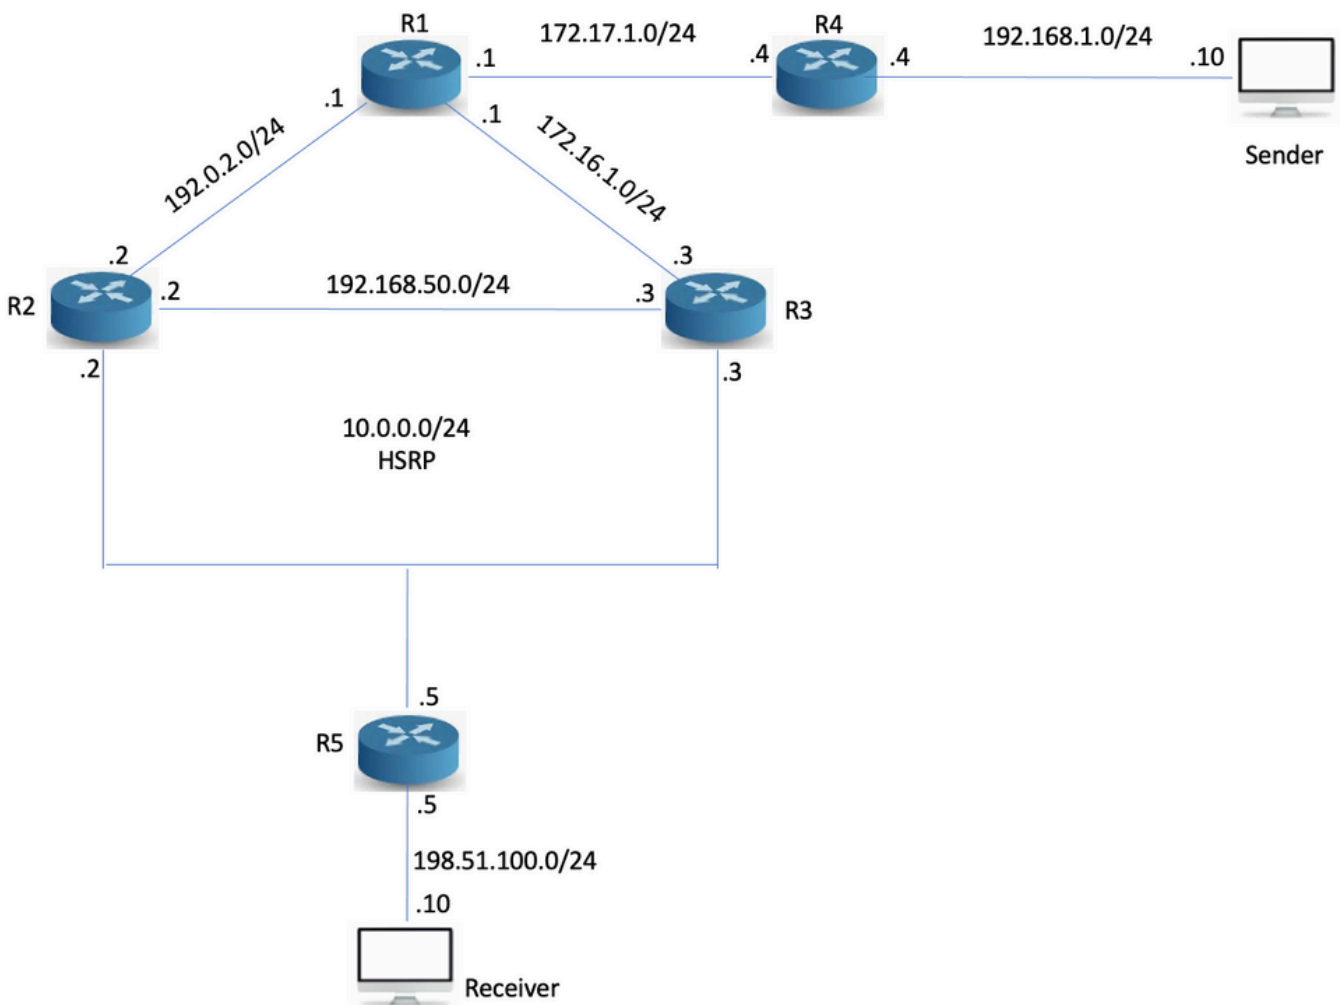 R1
172.17.1.0/24
R4
192.168.1.0/24
.1
.4
.4
.10
.1
.1
192.0.2.0/24
172.16.1.0/24
Sender
.2
.3
R2
.2
192.168.50.0/24
.3
R3
.2
.3
10.0.0.0/24
HSRP
.5
R5
.5
198.51.100.0/24
.10
Receiver